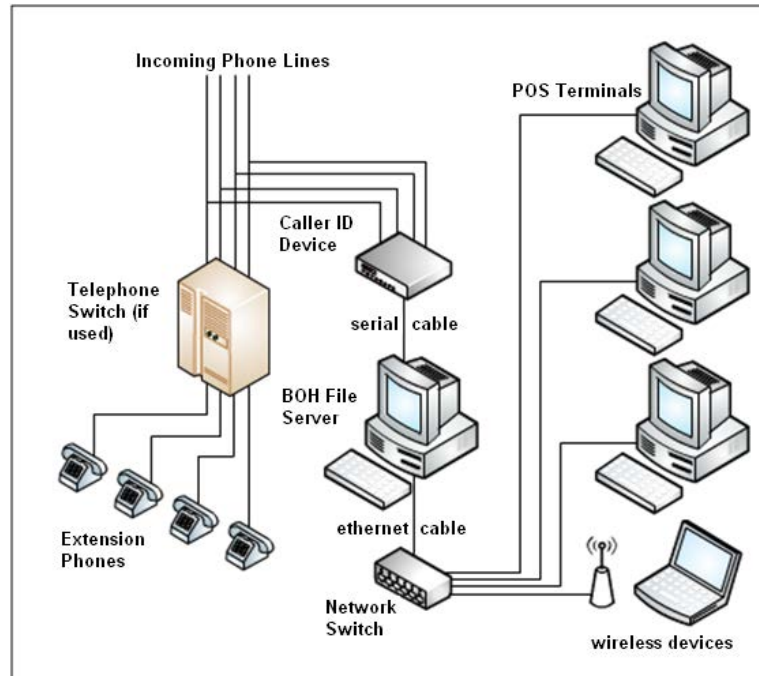 Incoming Phone Lines
POS Terminals
Caller ID
Device
Telephone
Switch (if
used)
serial cable
BOH File
Server
ethernet cable
Extension
Phones
Network
Switch
wireless devices